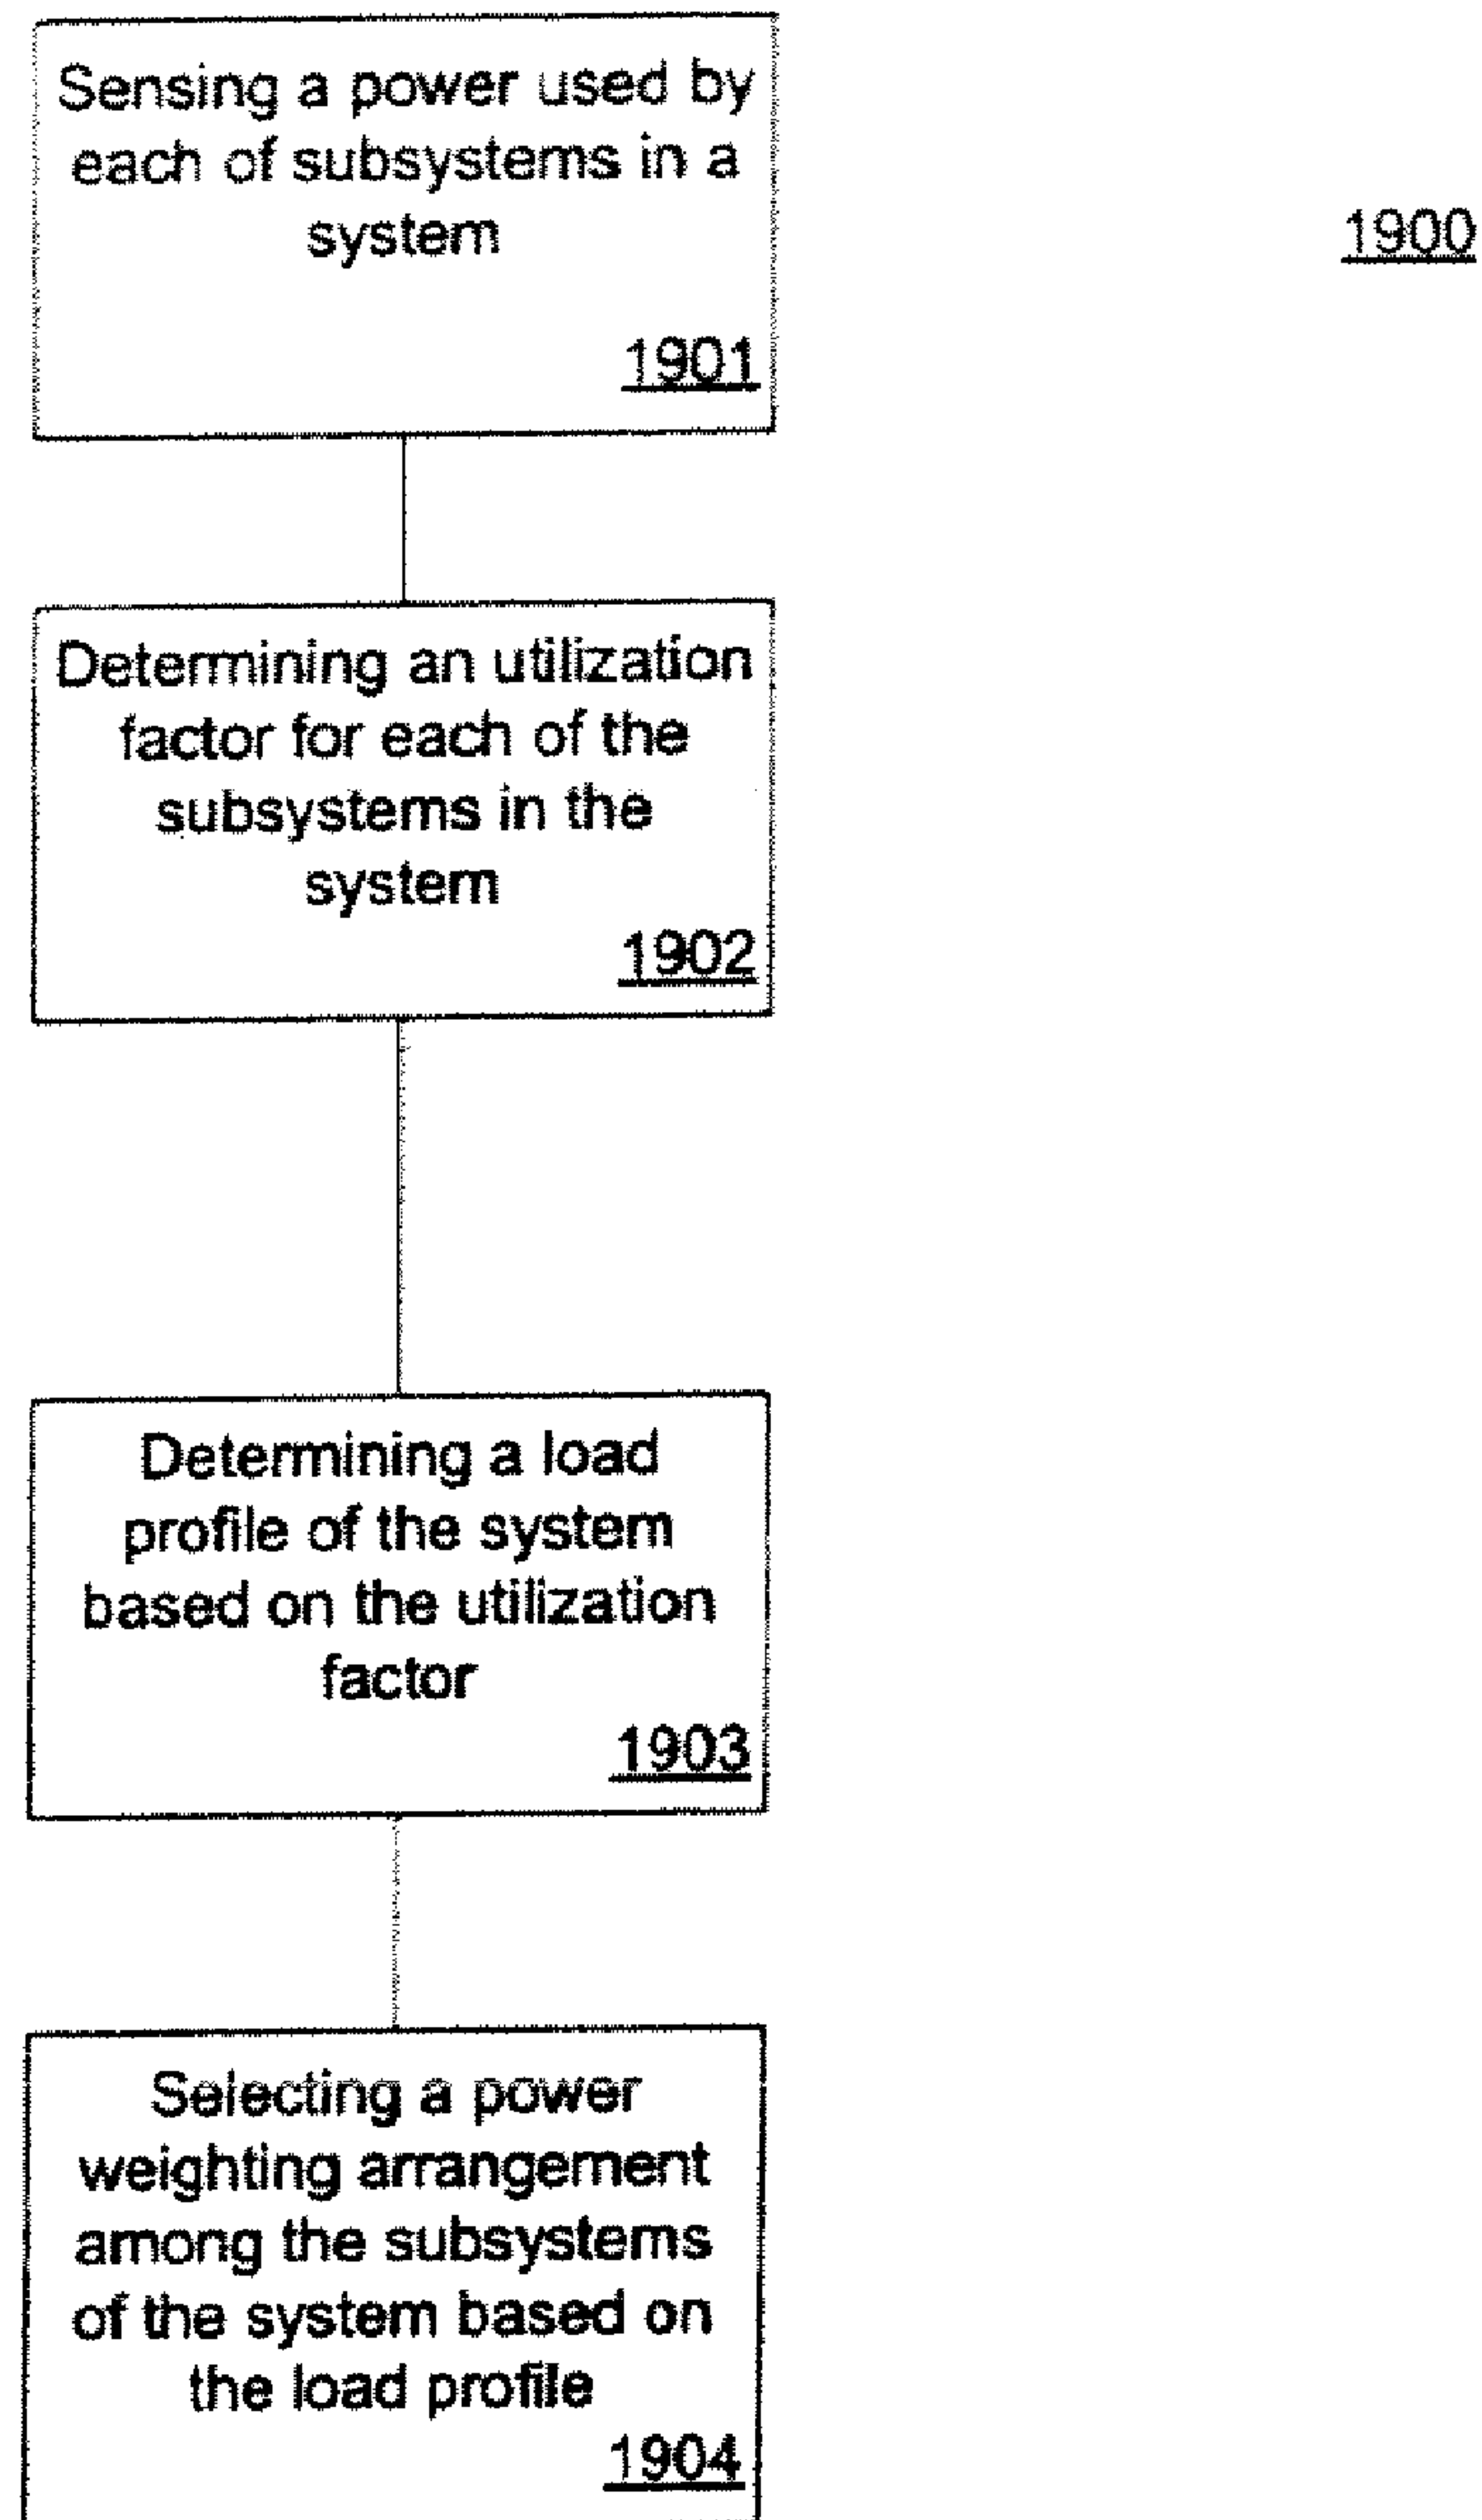 Sensing a power used by
each of subsystems in a
system
1900
1901
Determining an utilization
factor for each of the
subsystems in the
system
1902
Determining a load
profile of the system
based on the utilization
factor
1903
Selecting a power
weighting arrangement
among the subsystems
of the system based on
the load profile
1904